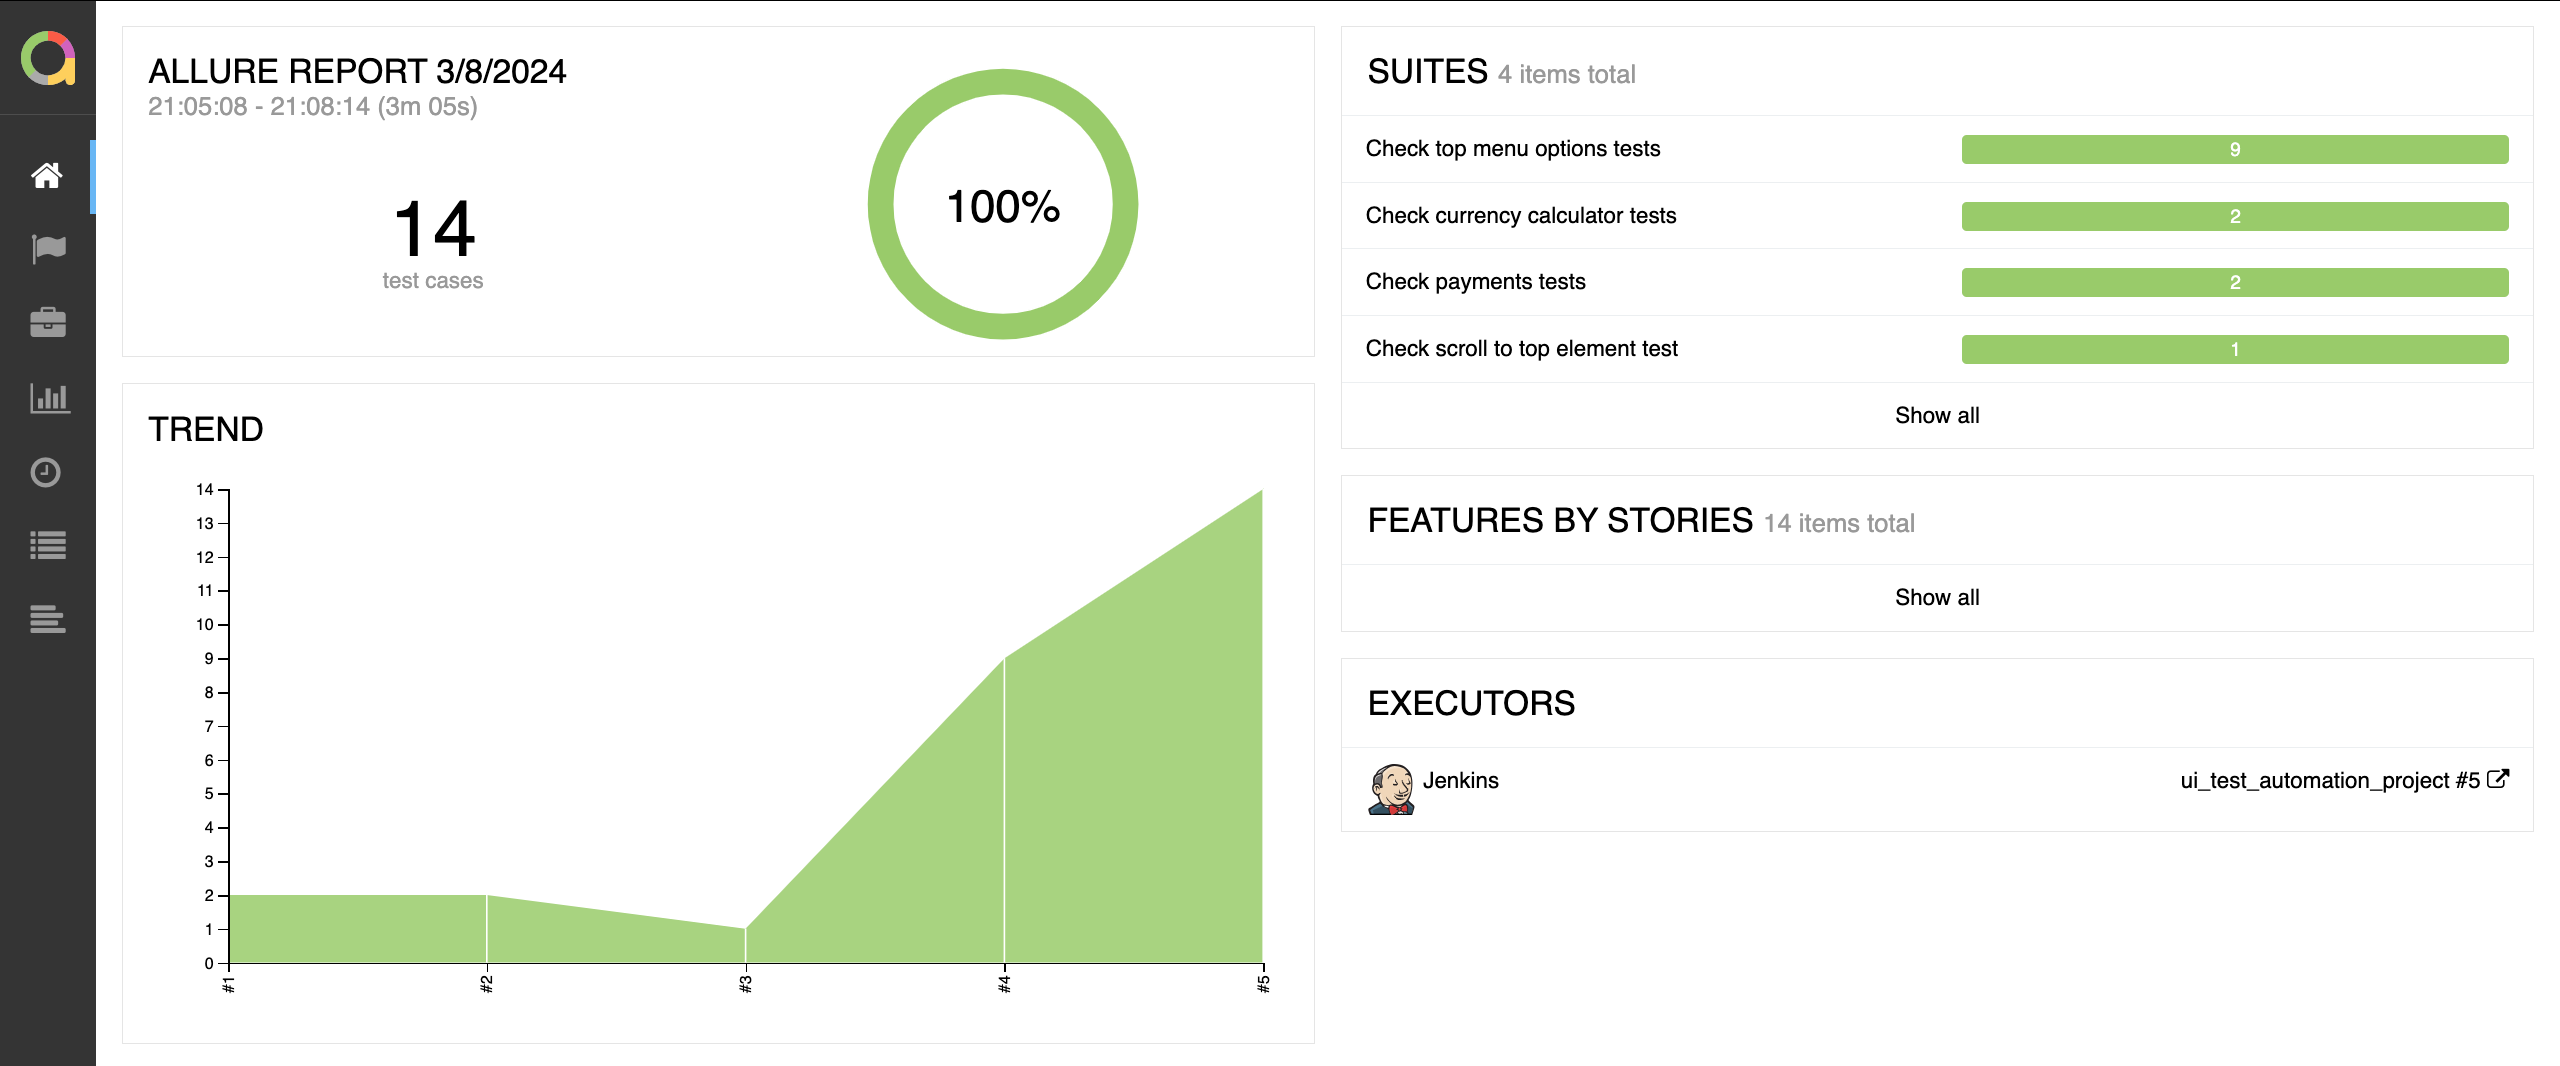 ALLURE REPORT 3/8/2024
21:05:08 - 21:08:14 (3m 05s)
14
test cases
100%
TREND
14
13
12
11
10
9
8
7
6
5
4
3
2
1
0
#1
#2
#3
#4
#5
SUITES 4 items total
Check top menu options tests 9
Check currency calculator tests 2
Check payments tests 2
Check scroll to top element test 1
Show all
FEATURES BY STORIES 14 items total
Show all
EXECUTORS
Jenkins ui_test_automation_project #5